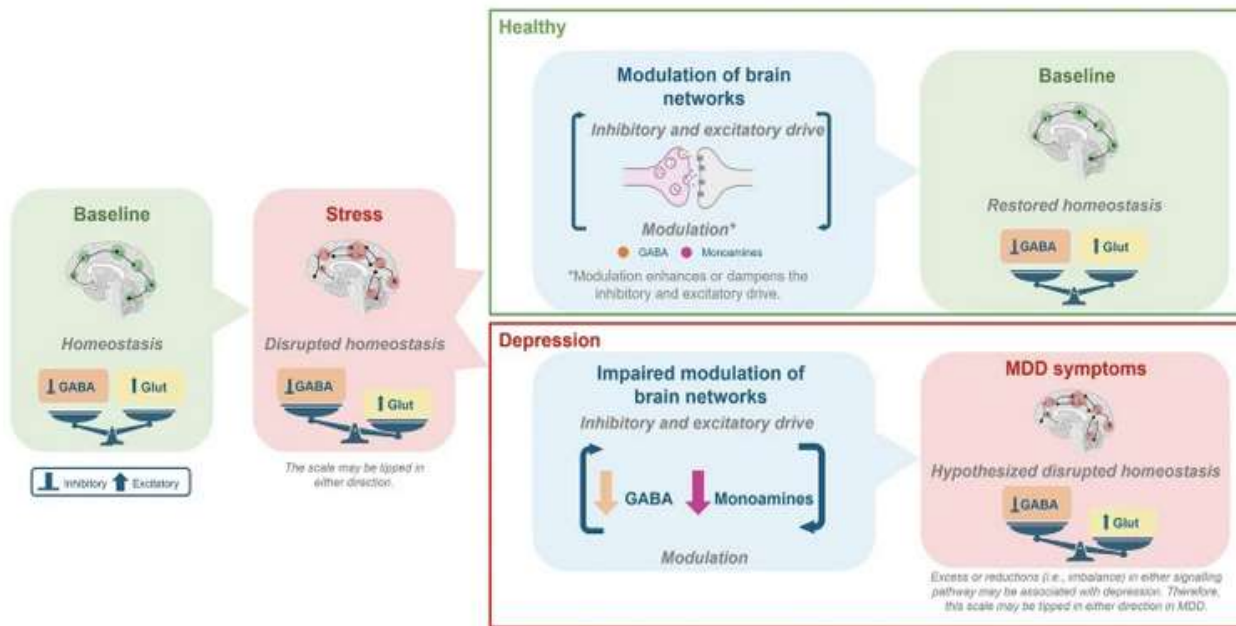 Baseline
Homeostasis
GABA
Glut
Inhibitory
Excitatory
Stress
Disrupted homeostasis
GABA
Glut
The scale may be tipped in
either direction.
Healthy
Modulation of brain
networks
Inhibitory and excitatory drive
Modulation*
GABA
Monoamines
*Modulation enhances or dampens the
inhibitory and excitatory drive.
Baseline
Restored homeostasis
GABA
Glut
Depression
Impaired modulation of
brain networks
Inhibitory and excitatory drive
GABA
Monoamines
Modulation
MDD symptoms
Hypothesized disrupted homeostasis
GABA
Glut
Excess or reductions (i.e., imbalance) in either signalling
pathway may be associated with depression. Therefore,
this scale may be tipped in either direction in MDD.